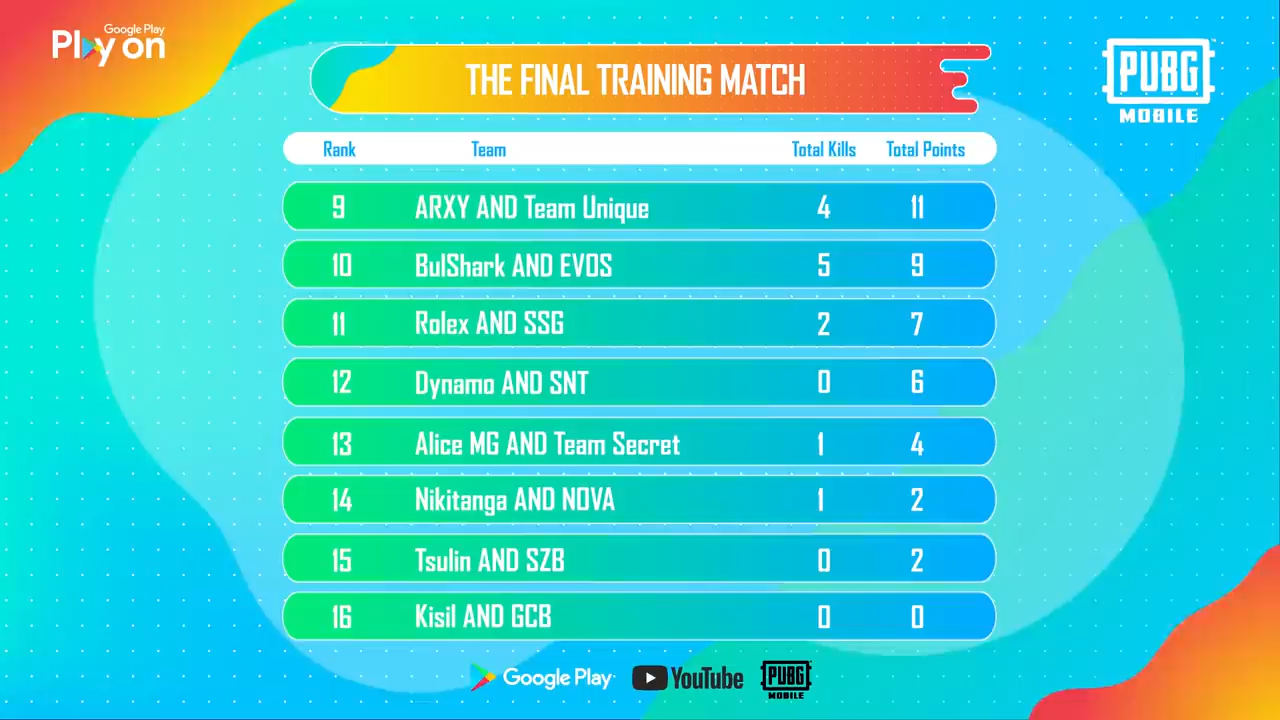 Google Play
Play on
THE FINAL TRAINING MATCH
PUBG
MOBILE
Rank Team Total Kills Total Points
9 ARXY AND Team Unique 4 11
10 BulShark AND EVOS 5 9
11 Rolex AND SSG 2 7
12 Dynamo AND SNT 0 6
13 Alice MG AND Team Secret 1 4
14 Nikitanga AND NOVA 1 2
15 Tsulin AND SZB 0 2
16 Kisil AND GCB 0 0
Google Play YouTube PUBG
MOBILE